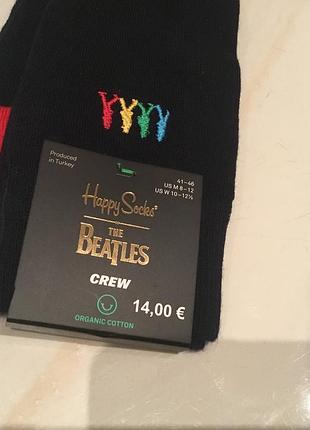 Produced
in Turkey
41–46
US M 8–12
US W 10–12½
Happy Socks
THE
BEATLES
CREW
14,00 €
ORGANIC COTTON